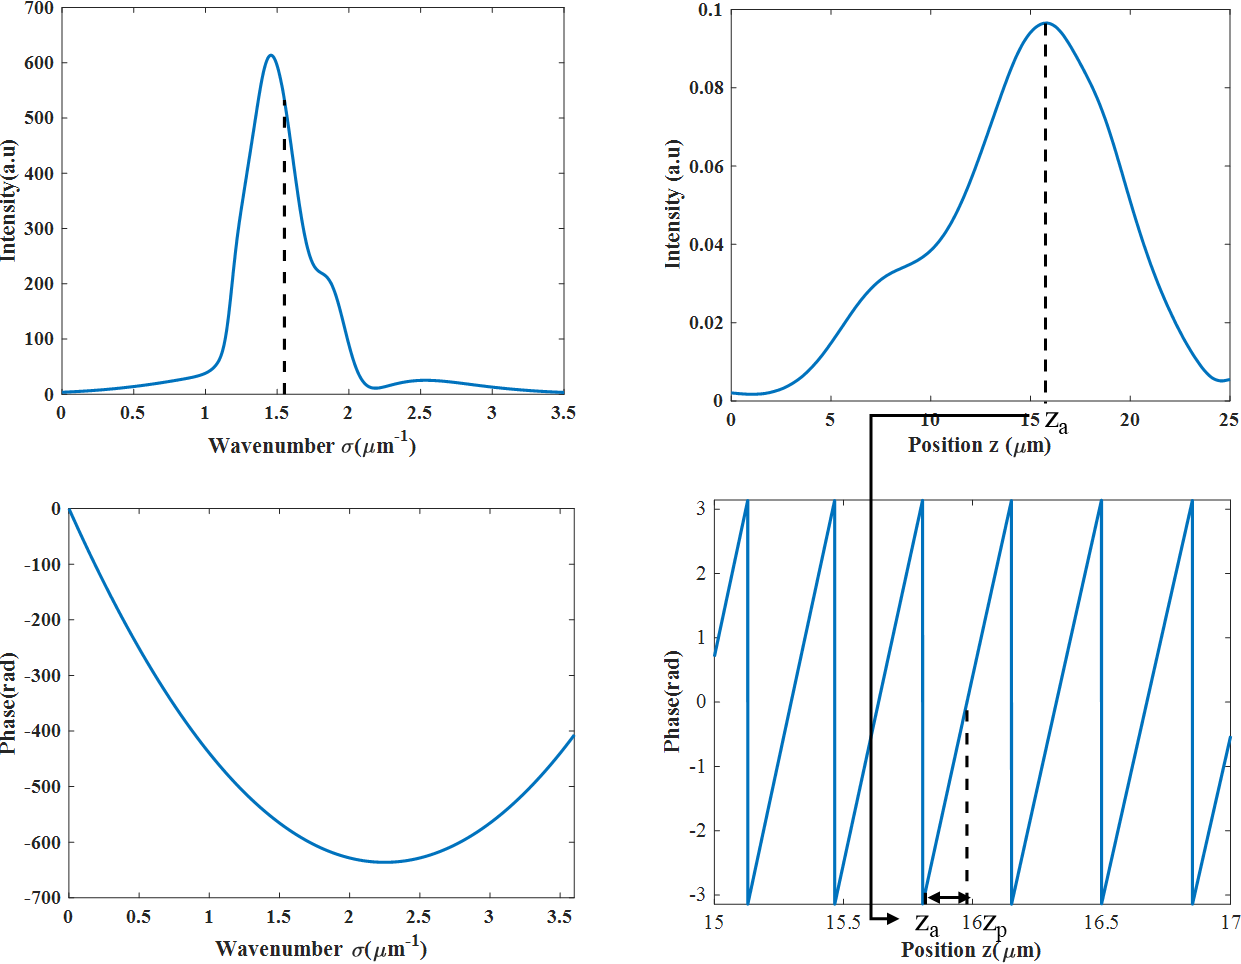 700
600
500
400
300
200
100
0
Intensity(a.u)
0 0.5 1 1.5 2 2.5 3 3.5
Wavenumber σ(μm⁻¹)
0.1
0.08
0.06
0.04
0.02
0
Intensity (a.u)
0 5 10 15 20 25
zₐ
Position z (μm)
0
-100
-200
-300
-400
-500
-600
-700
Phase(rad)
0 0.5 1 1.5 2 2.5 3 3.5
Wavenumber σ(μm⁻¹)
3
2
1
0
-1
-2
-3
Phase(rad)
15 15.5 16 16.5 17
zₐ zₚ
Position z( μm)